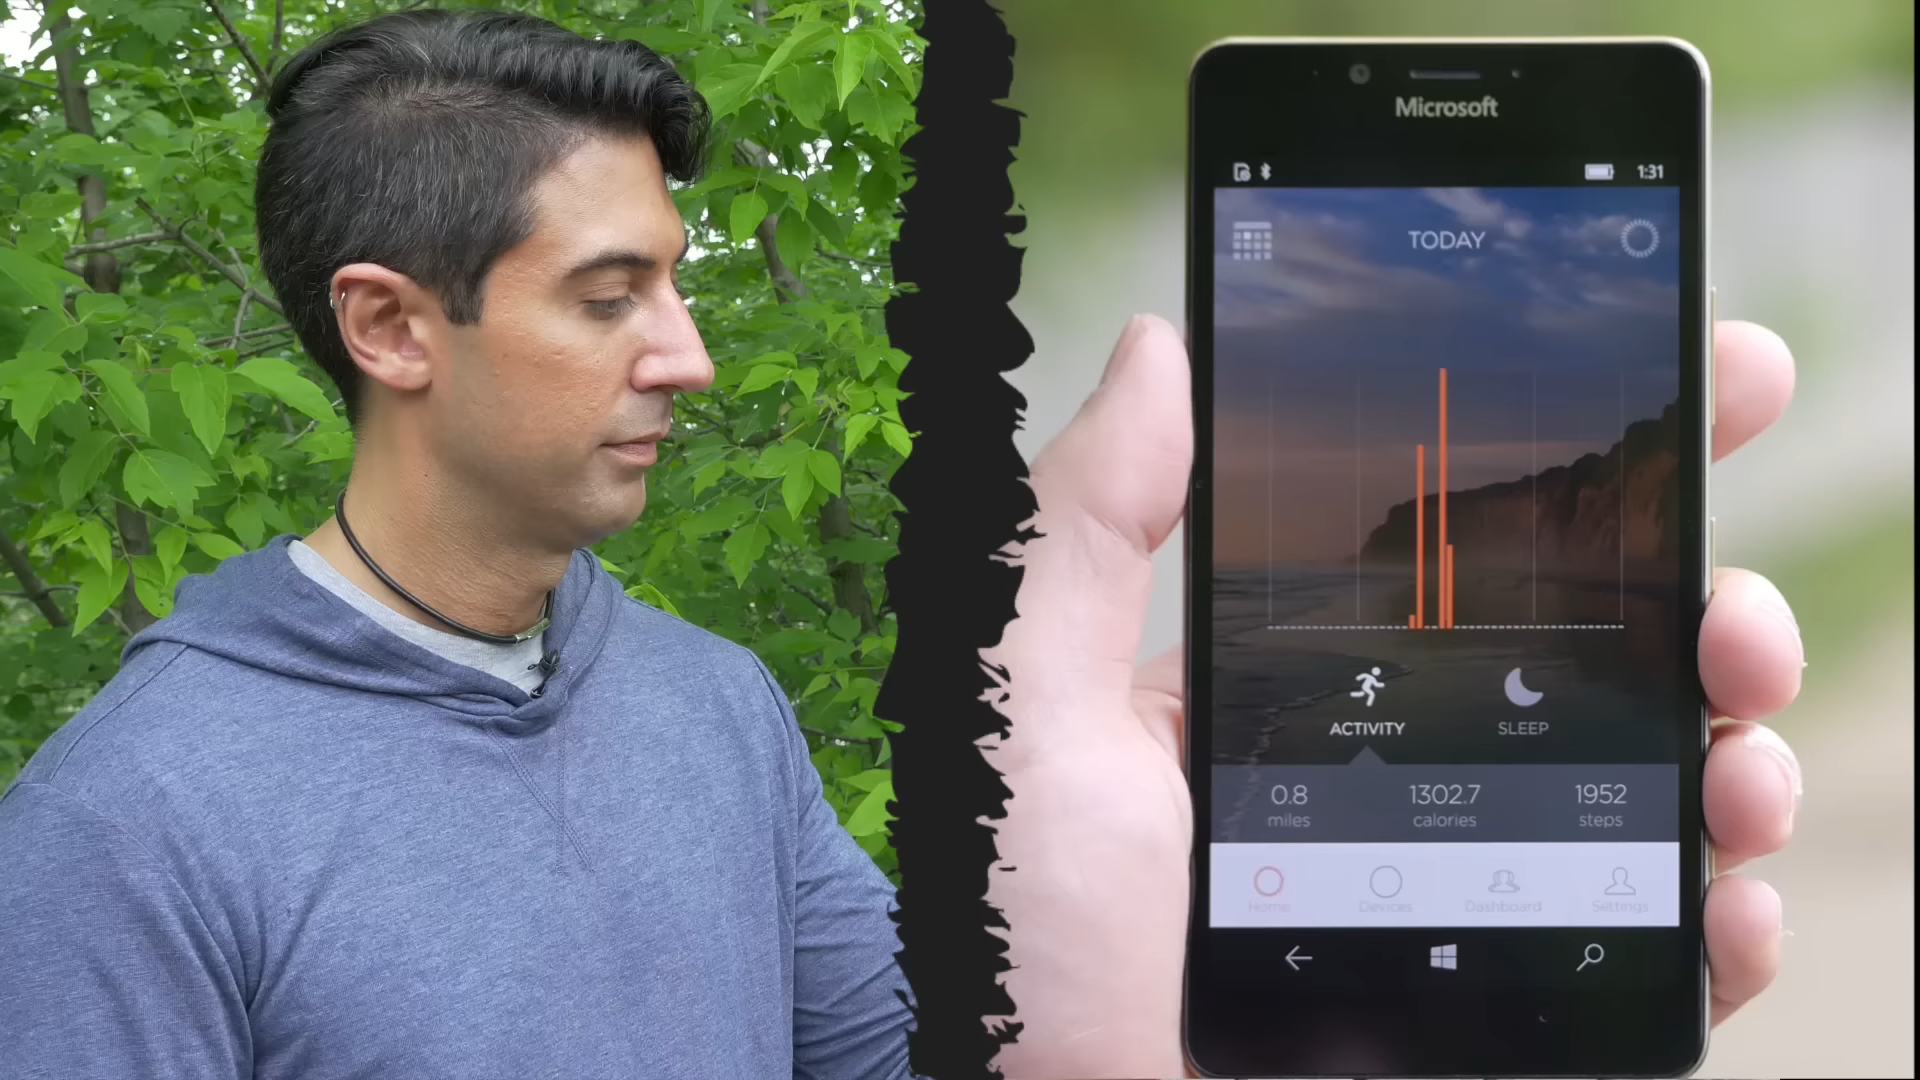 Microsoft
1:31
TODAY
ACTIVITY SLEEP
0.8 1302.7 1952
miles calories steps
Home Devices Dashboard Settings